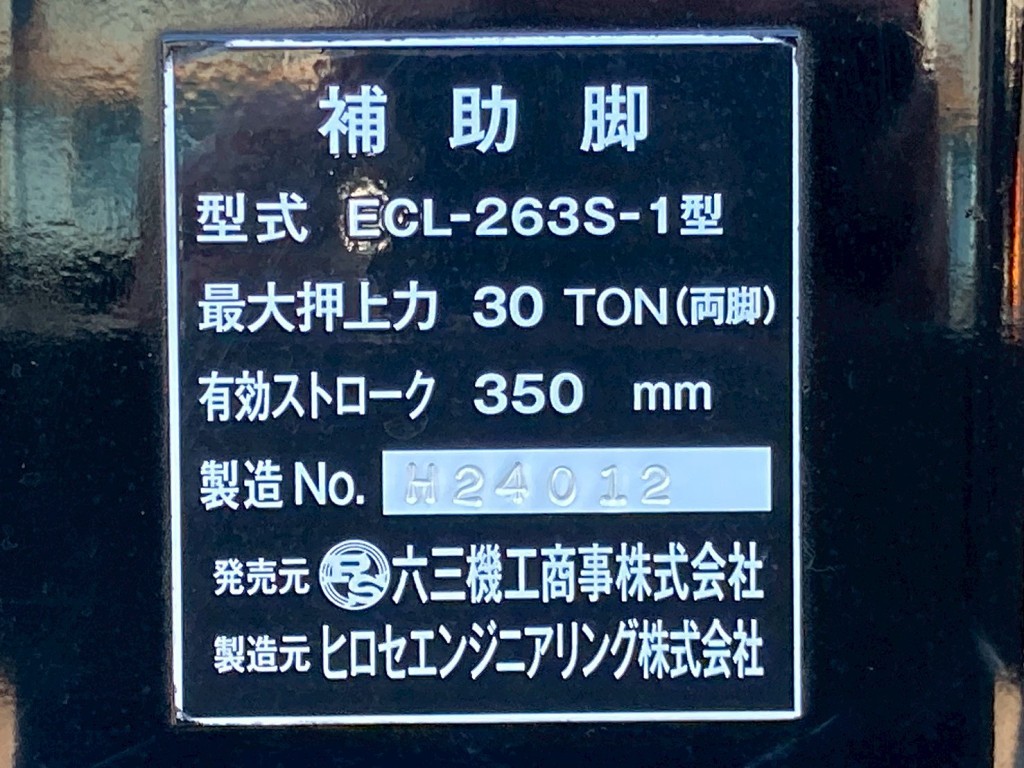 補助脚
型式 ECL-263S-1型
最大押上力 30 TON(両脚)
有効ストローク 350 mm
製造No. H24012
発売元 六三機工商事株式会社
製造元 ヒロセエンジニアリング株式会社